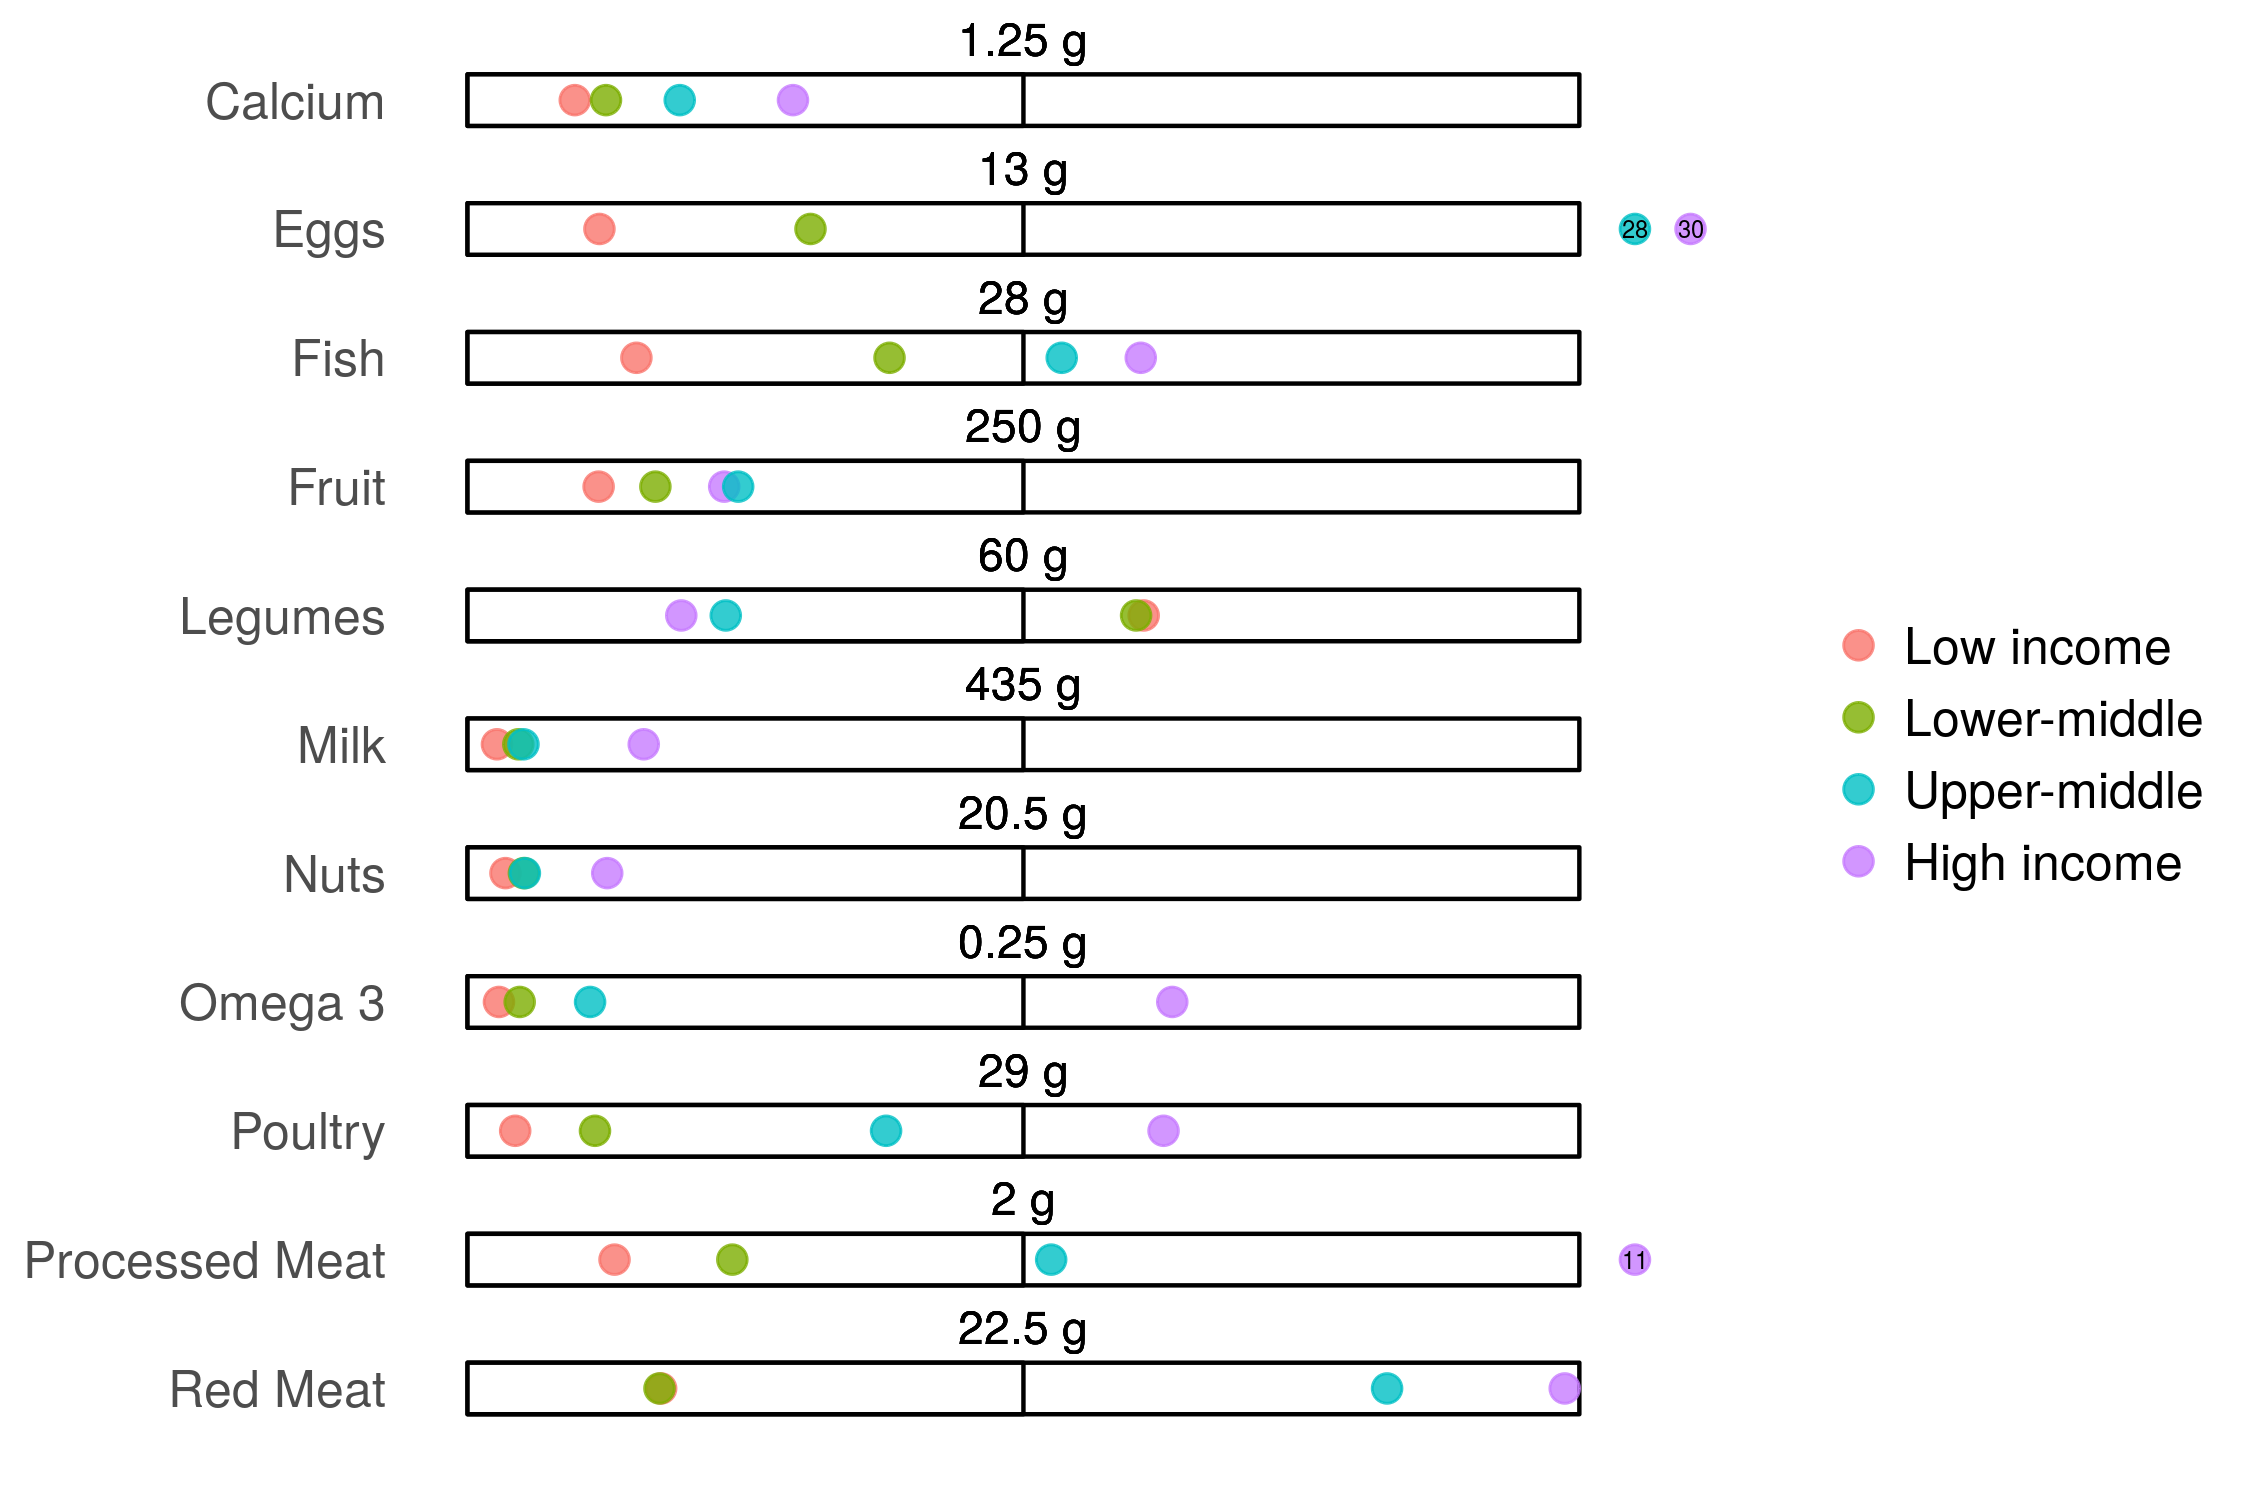 1.25 g
Calcium
13 g
Eggs
28
30
28 g
Fish
250 g
Fruit
60 g
Legumes
435 g
Milk
20.5 g
Nuts
0.25 g
Omega 3
29 g
Poultry
2 g
Processed Meat
11
22.5 g
Red Meat
Low income
Lower-middle
Upper-middle
High income